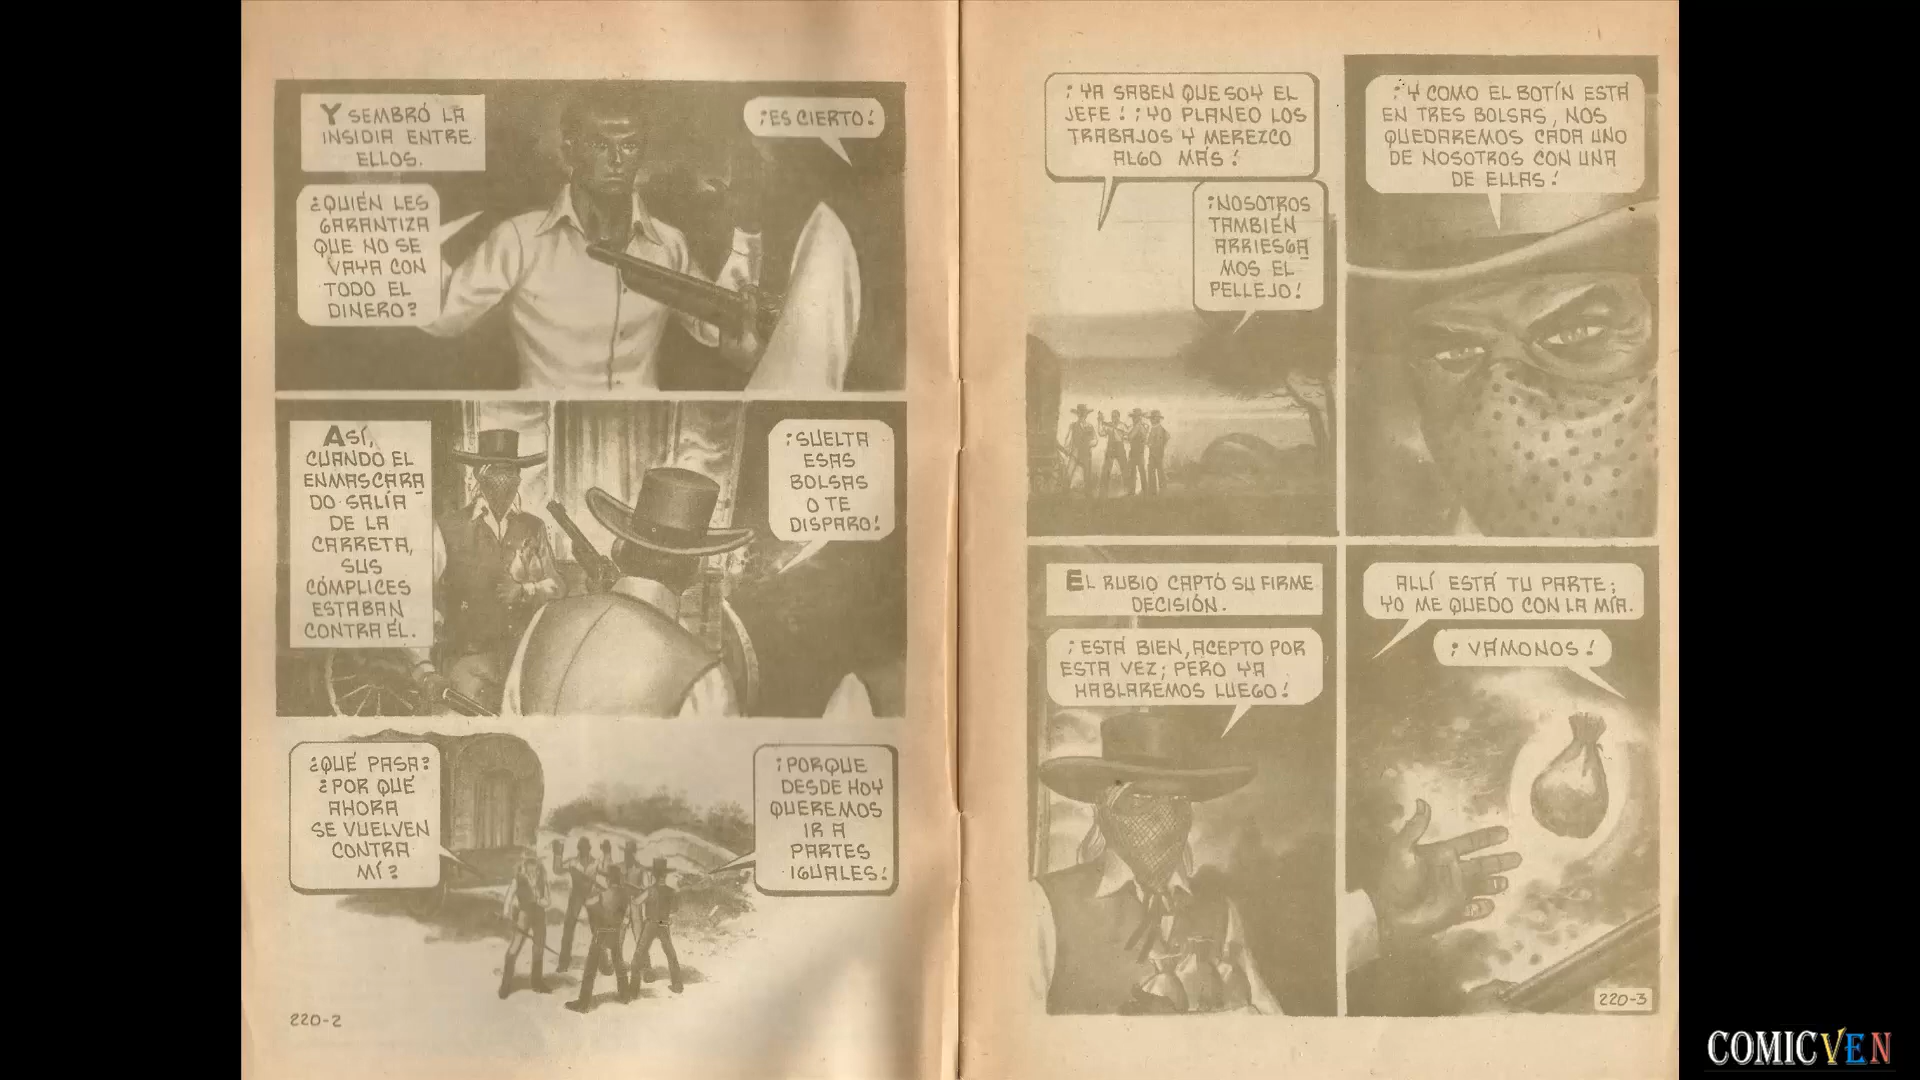 Y SEMBRÓ LA
INSIDIA ENTRE
ELLOS.
¡ES CIERTO!
¿QUIÉN LES
GARANTIZA
QUE NO SE
VAYA CON
TODO EL
DINERO?
ASÍ,
CUANDO EL
ENMASCARA-
DO SALÍA
DE LA
CARRETA,
SUS
CÓMPLICES
ESTABAN
CONTRA ÉL.
¡SUELTA
ESAS
BOLSAS
O TE
DISPARO!
¿QUÉ PASA?
¿POR QUÉ
AHORA
SE VUELVEN
CONTRA
MÍ?
¡PORQUE
DESDE HOY
QUEREMOS
IR A
PARTES
IGUALES!
220-2
¡YA SABEN QUE SOY EL
JEFE! ¡YO PLANEO LOS
TRABAJOS Y MEREZCO
ALGO MÁS!
¡NOSOTROS
TAMBIÉN
ARRIESGA-
MOS EL
PELLEJO!
¡Y COMO EL BOTÍN ESTÁ
EN TRES BOLSAS, NOS
QUEDAREMOS CADA UNO
DE NOSOTROS CON UNA
DE ELLAS!
EL RUBIO CAPTÓ SU FIRME
DECISIÓN.
¡ESTÁ BIEN, ACEPTO POR
ESTA VEZ; PERO YA
HABLAREMOS LUEGO!
ALLÍ ESTÁ TU PARTE;
YO ME QUEDO CON LA MÍA.
¡VÁMONOS!
220-3
COMICVEN